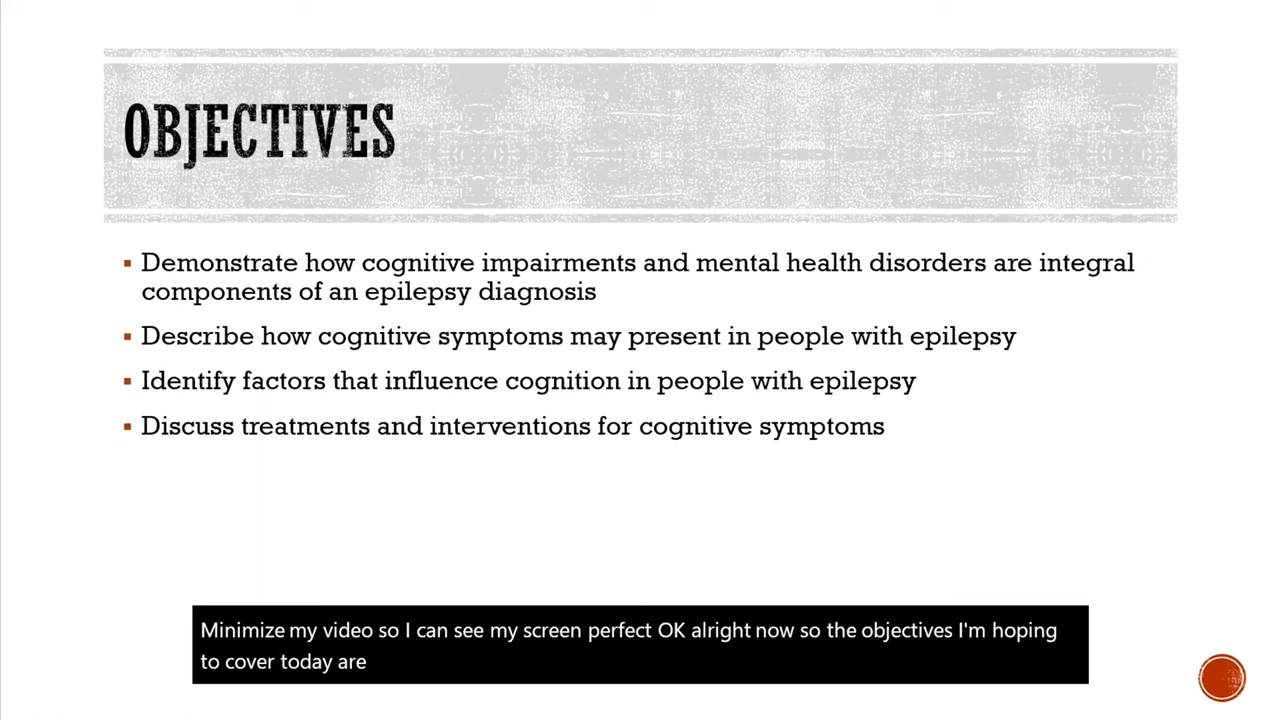 OBJECTIVES
▪ Demonstrate how cognitive impairments and mental health disorders are integral
components of an epilepsy diagnosis
▪ Describe how cognitive symptoms may present in people with epilepsy
▪ Identify factors that influence cognition in people with epilepsy
▪ Discuss treatments and interventions for cognitive symptoms
Minimize my video so I can see my screen perfect OK alright now so the objectives I'm hoping
to cover today are